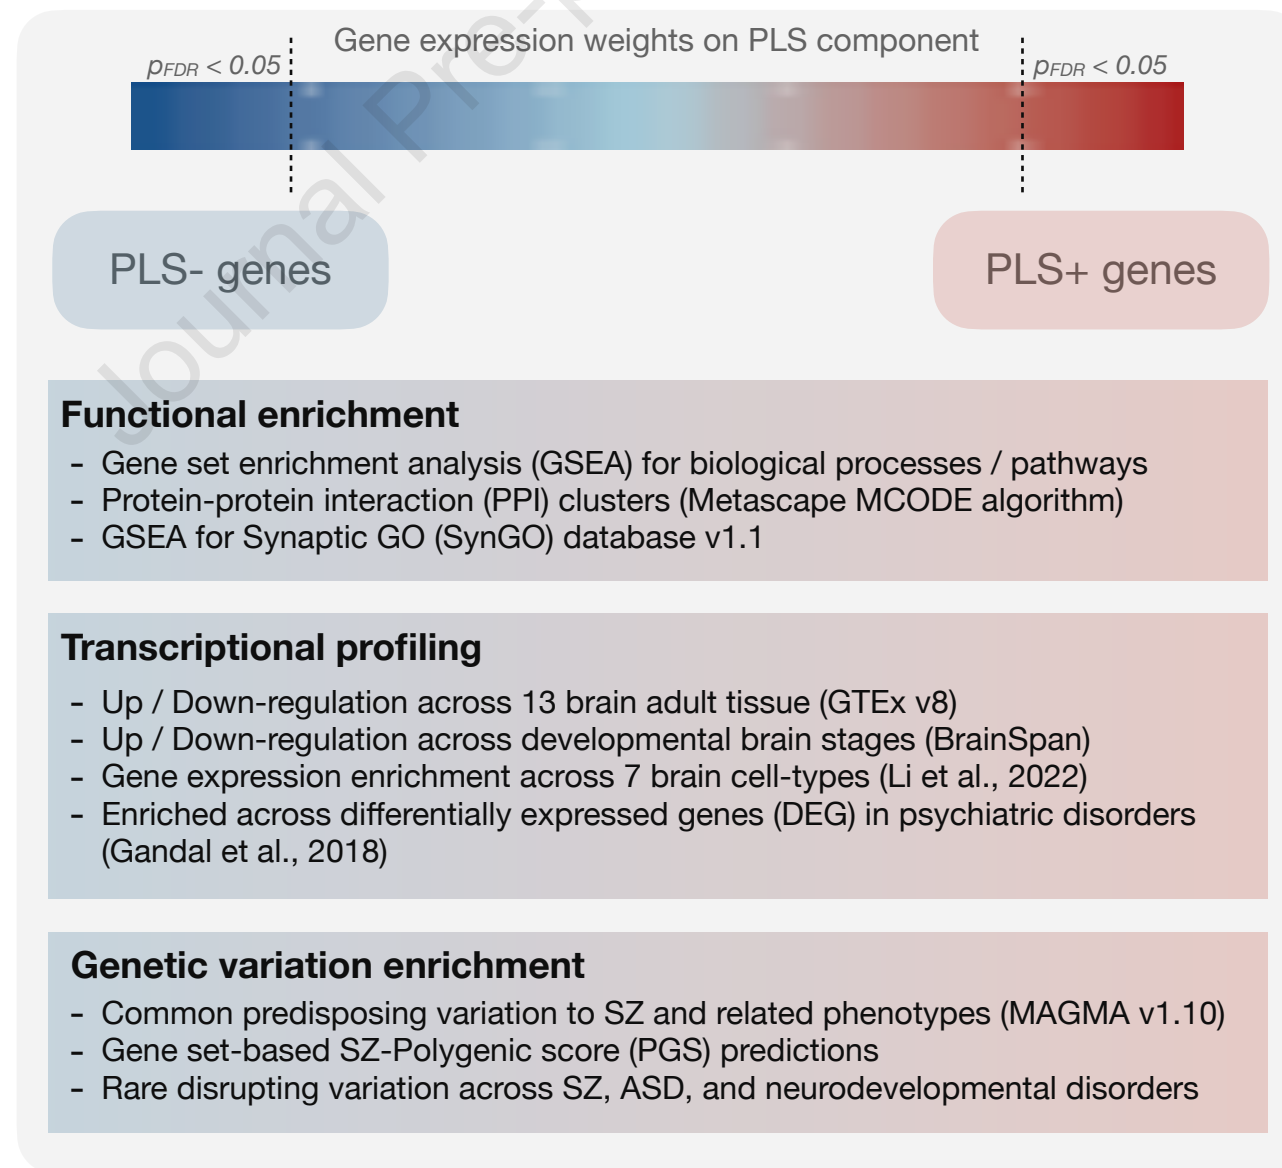 Gene expression weights on PLS component
pFDR < 0.05
pFDR < 0.05
Journal Pre-p
PLS- genes
PLS+ genes
Functional enrichment
- Gene set enrichment analysis (GSEA) for biological processes / pathways
- Protein-protein interaction (PPI) clusters (Metascape MCODE algorithm)
- GSEA for Synaptic GO (SynGO) database v1.1
Transcriptional profiling
- Up / Down-regulation across 13 brain adult tissue (GTEx v8)
- Up / Down-regulation across developmental brain stages (BrainSpan)
- Gene expression enrichment across 7 brain cell-types (Li et al., 2022)
- Enriched across differentially expressed genes (DEG) in psychiatric disorders
(Gandal et al., 2018)
Genetic variation enrichment
- Common predisposing variation to SZ and related phenotypes (MAGMA v1.10)
- Gene set-based SZ-Polygenic score (PGS) predictions
- Rare disrupting variation across SZ, ASD, and neurodevelopmental disorders